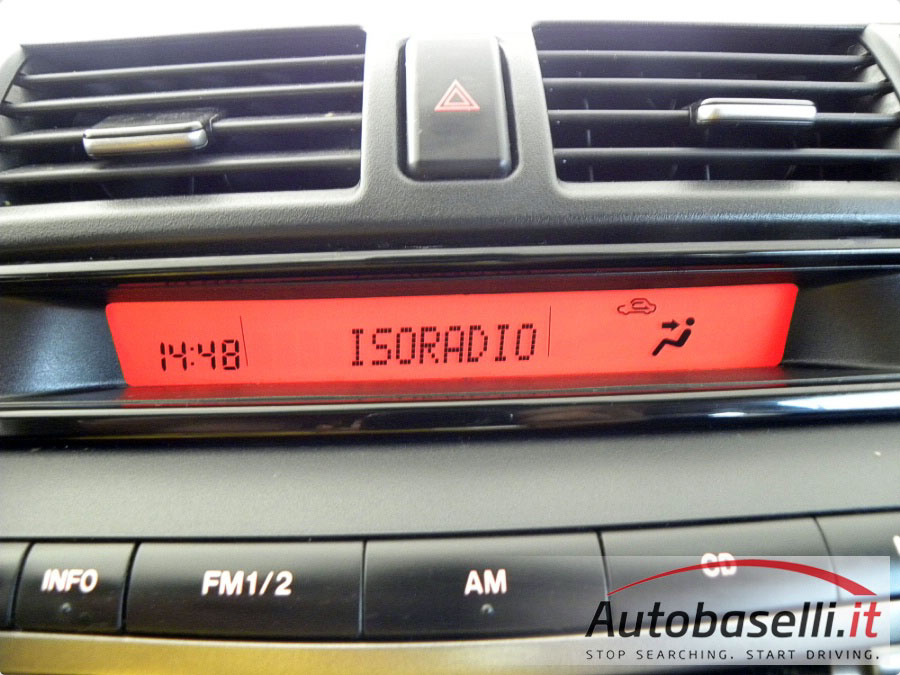 14:48 ISORADIO
INFO FM1/2 AM CD
Autobaselli.it
STOP SEARCHING. START DRIVING.